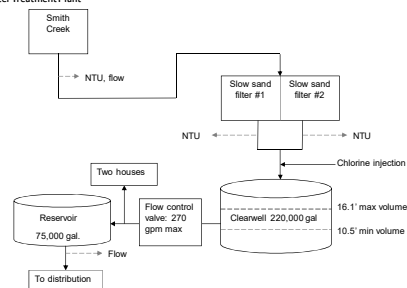 Smith
Creek
NTU, flow
Slow sand
filter #1
Slow sand
filter #2
NTU
NTU
Chlorine injection
Two houses
Reservoir
75,000 gal.
Flow control
valve: 270
gpm max
Clearwell 220,000 gal
16.1' max volume
10.5' min volume
Flow
To distribution